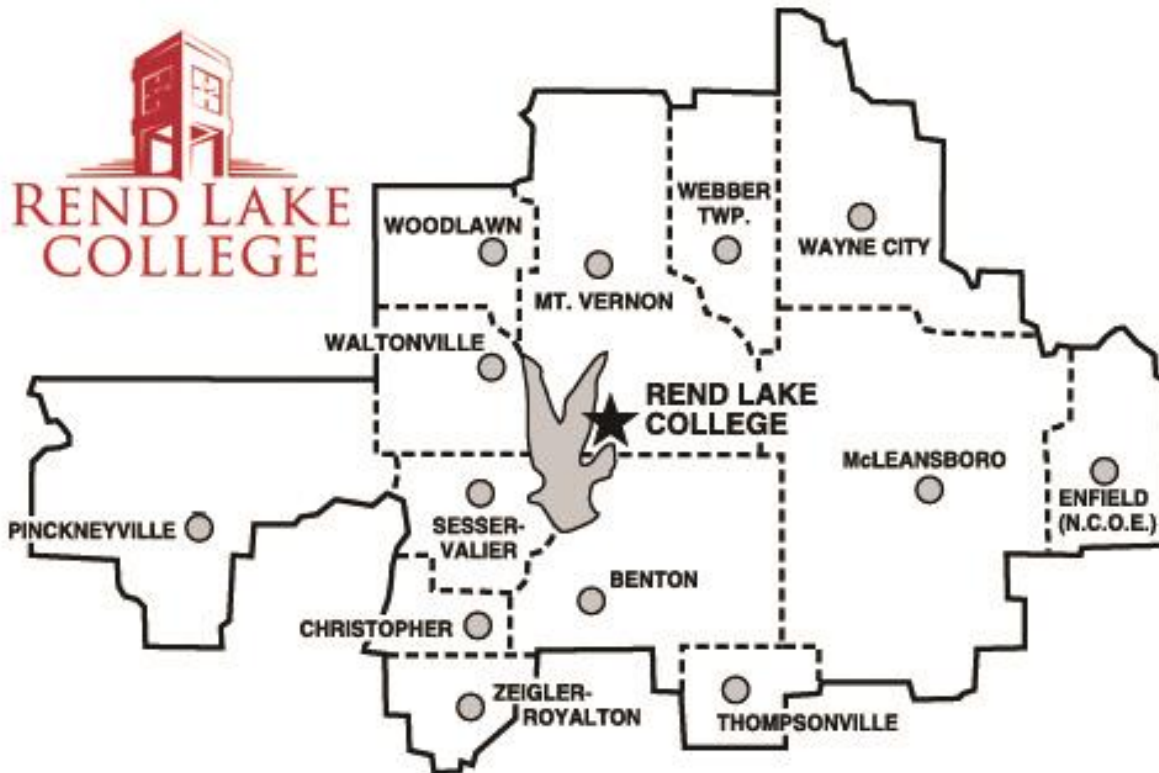 REND LAKE
COLLEGE
WOODLAWN
MT. VERNON
WEBBER
TWP.
WAYNE CITY
WALTONVILLE
REND LAKE
COLLEGE
McLEANSBORO
ENFIELD
(N.C.O.E.)
PINCKNEYVILLE
SESSER-
VALIER
BENTON
CHRISTOPHER
ZEIGLER-
ROYALTON
THOMPSONVILLE